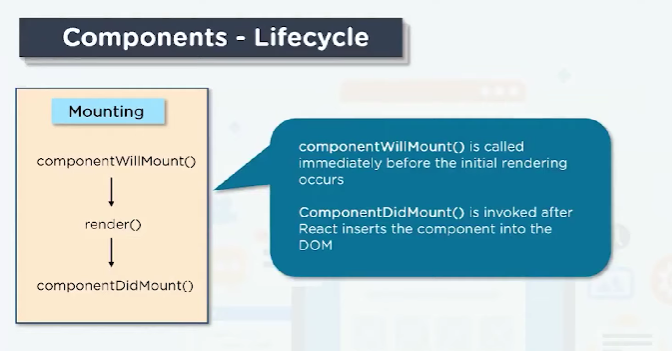 Components - Lifecycle
Mounting
componentWillMount()
render()
componentDidMount()
componentWillMount() is called
immediately before the initial rendering
occurs
ComponentDidMount() is invoked after
React inserts the component into the
DOM